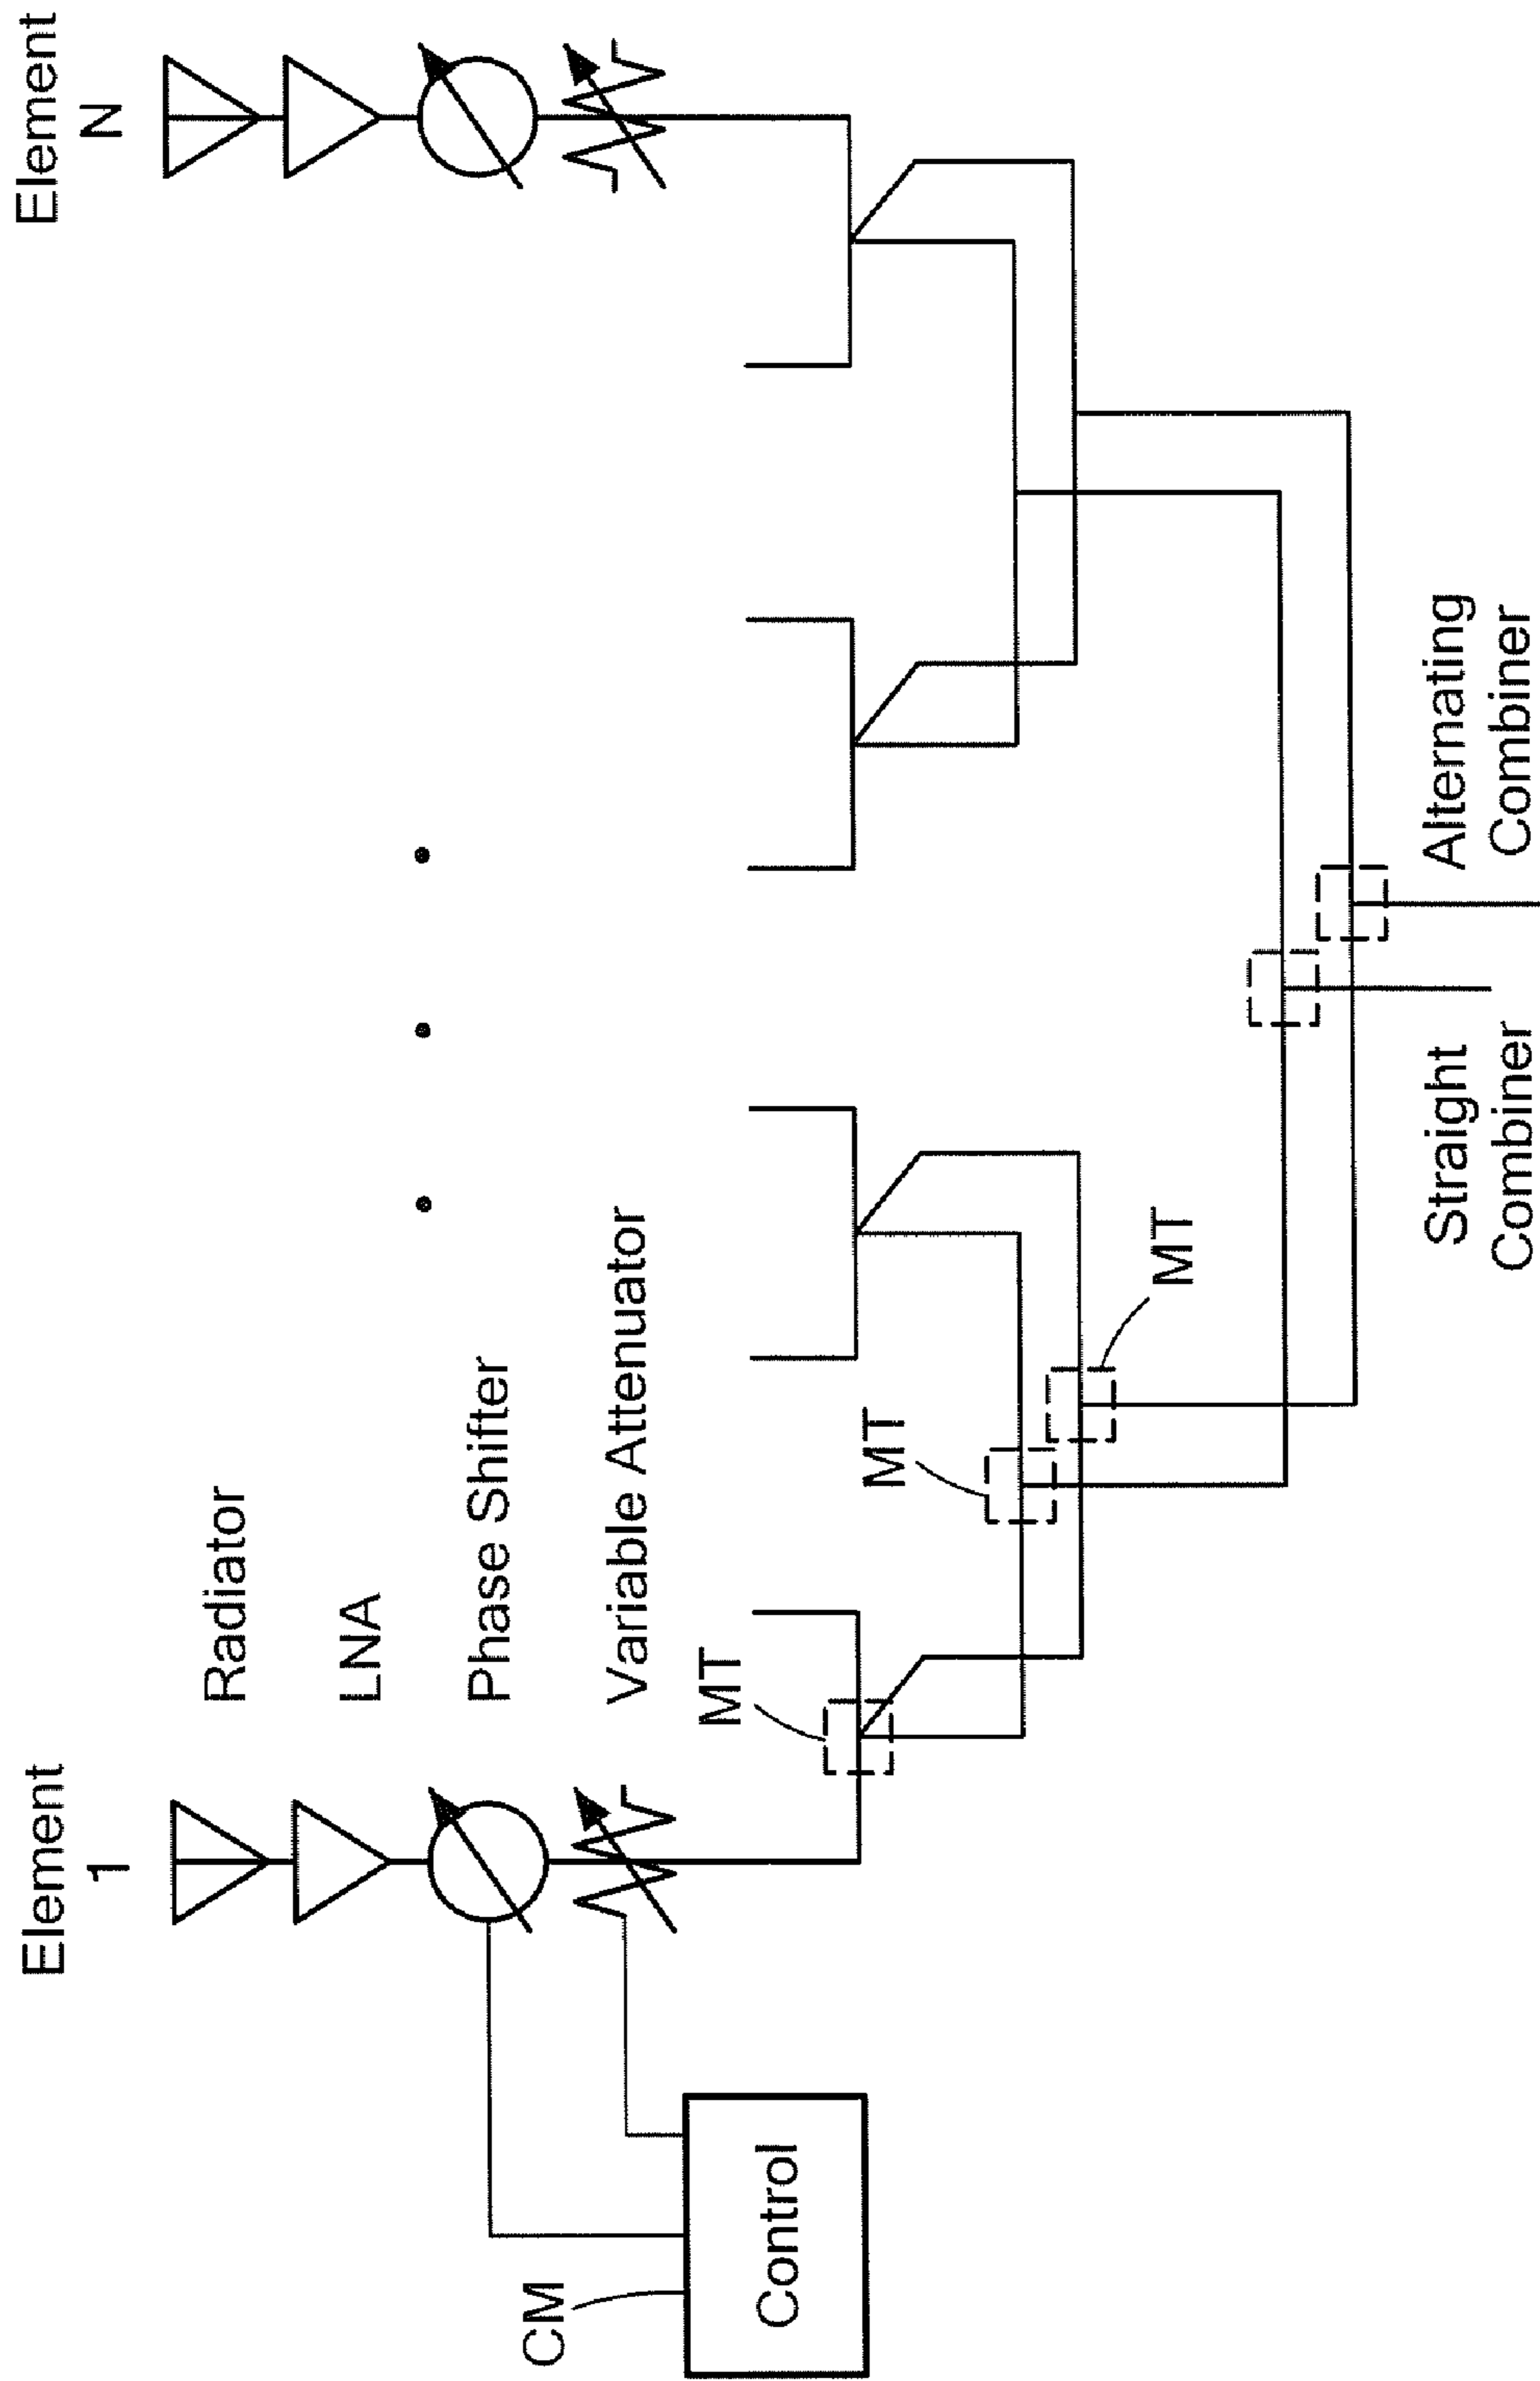 Element
1
Element
N
Radiator
LNA
Phase Shifter
Variable Attenuator
CM
Control
MT
MT
MT
Straight
Combiner
Alternating
Combiner